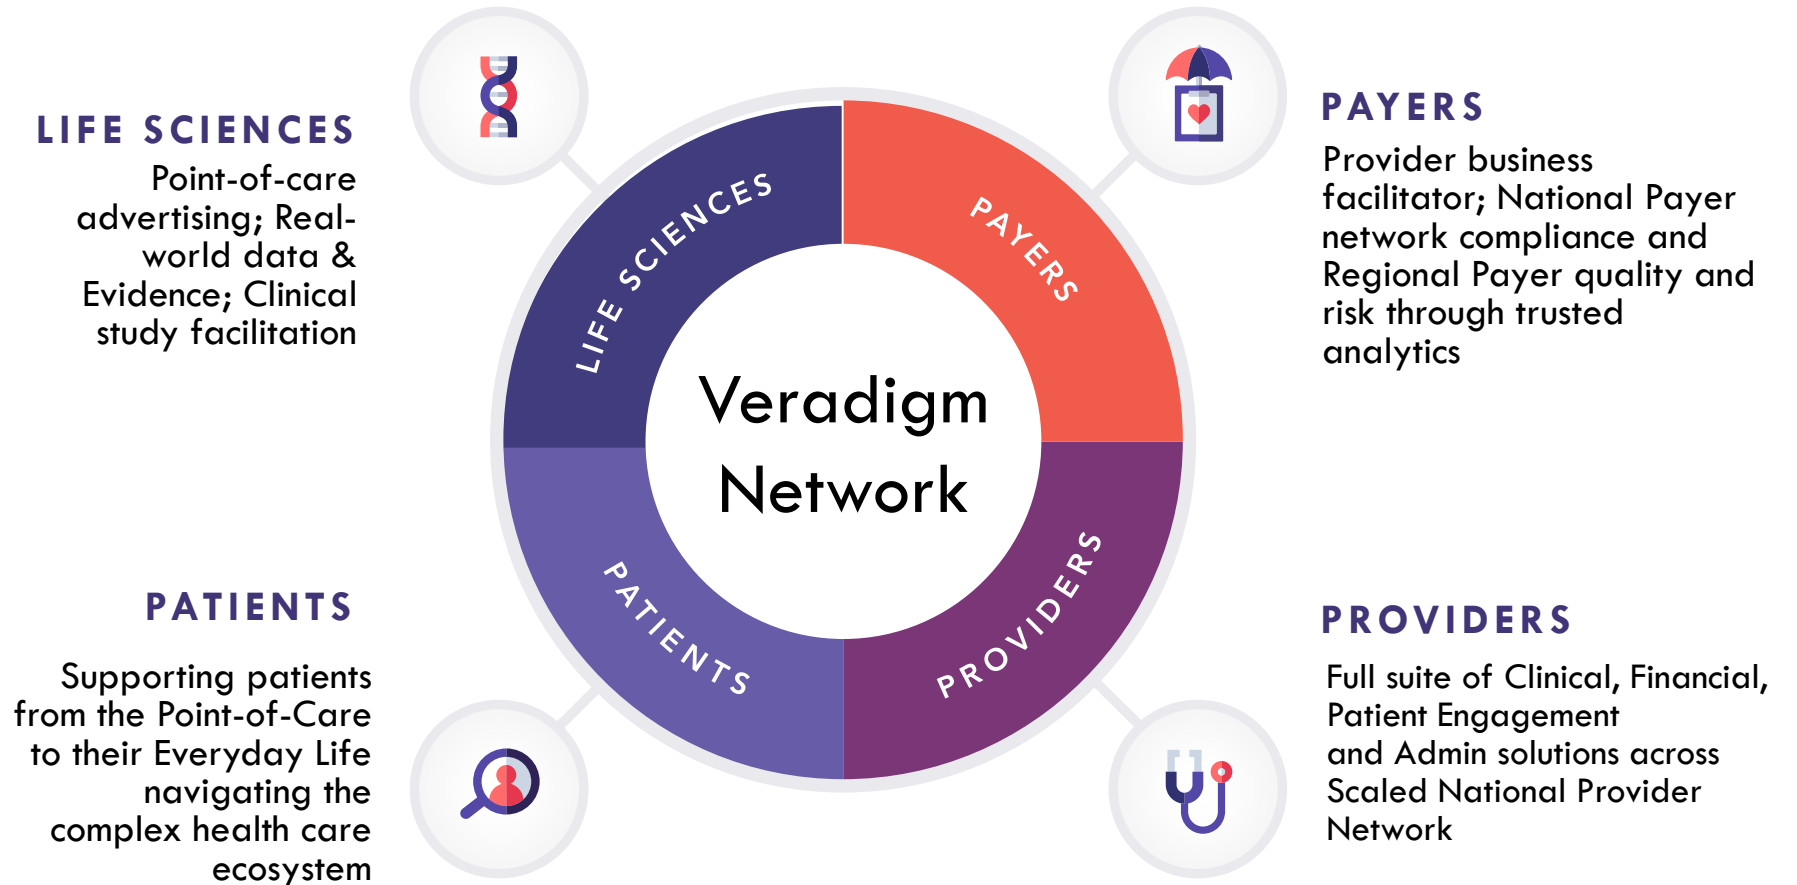 LIFE SCIENCES
Point-of-care
advertising; Real-
world data &
Evidence; Clinical
study facilitation
PAYERS
Provider business
facilitator; National Payer
network compliance and
Regional Payer quality and
risk through trusted
analytics
LIFE SCIENCES
PAYERS
Veradigm
Network
PATIENTS
PROVIDERS
PATIENTS
Supporting patients
from the Point-of-Care
to their Everyday Life
navigating the
complex health care
ecosystem
PROVIDERS
Full suite of Clinical, Financial,
Patient Engagement
and Admin solutions across
Scaled National Provider
Network